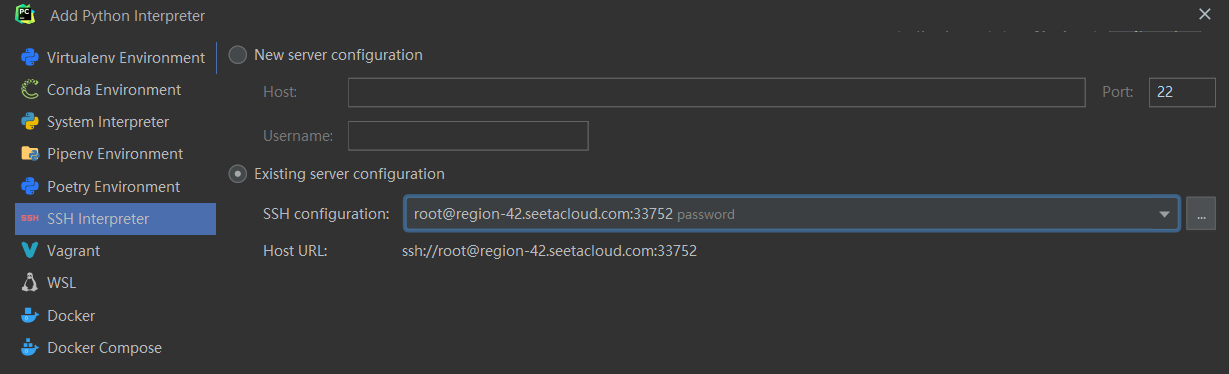 PC Add Python Interpreter
Virtualenv Environment
Conda Environment
System Interpreter
Pipenv Environment
Poetry Environment
SSH SSH Interpreter
Vagrant
WSL
Docker
Docker Compose
New server configuration
Host: Port: 22
Username:
Existing server configuration
SSH configuration: root@region-42.seetacloud.com:33752 password ...
Host URL: ssh://root@region-42.seetacloud.com:33752